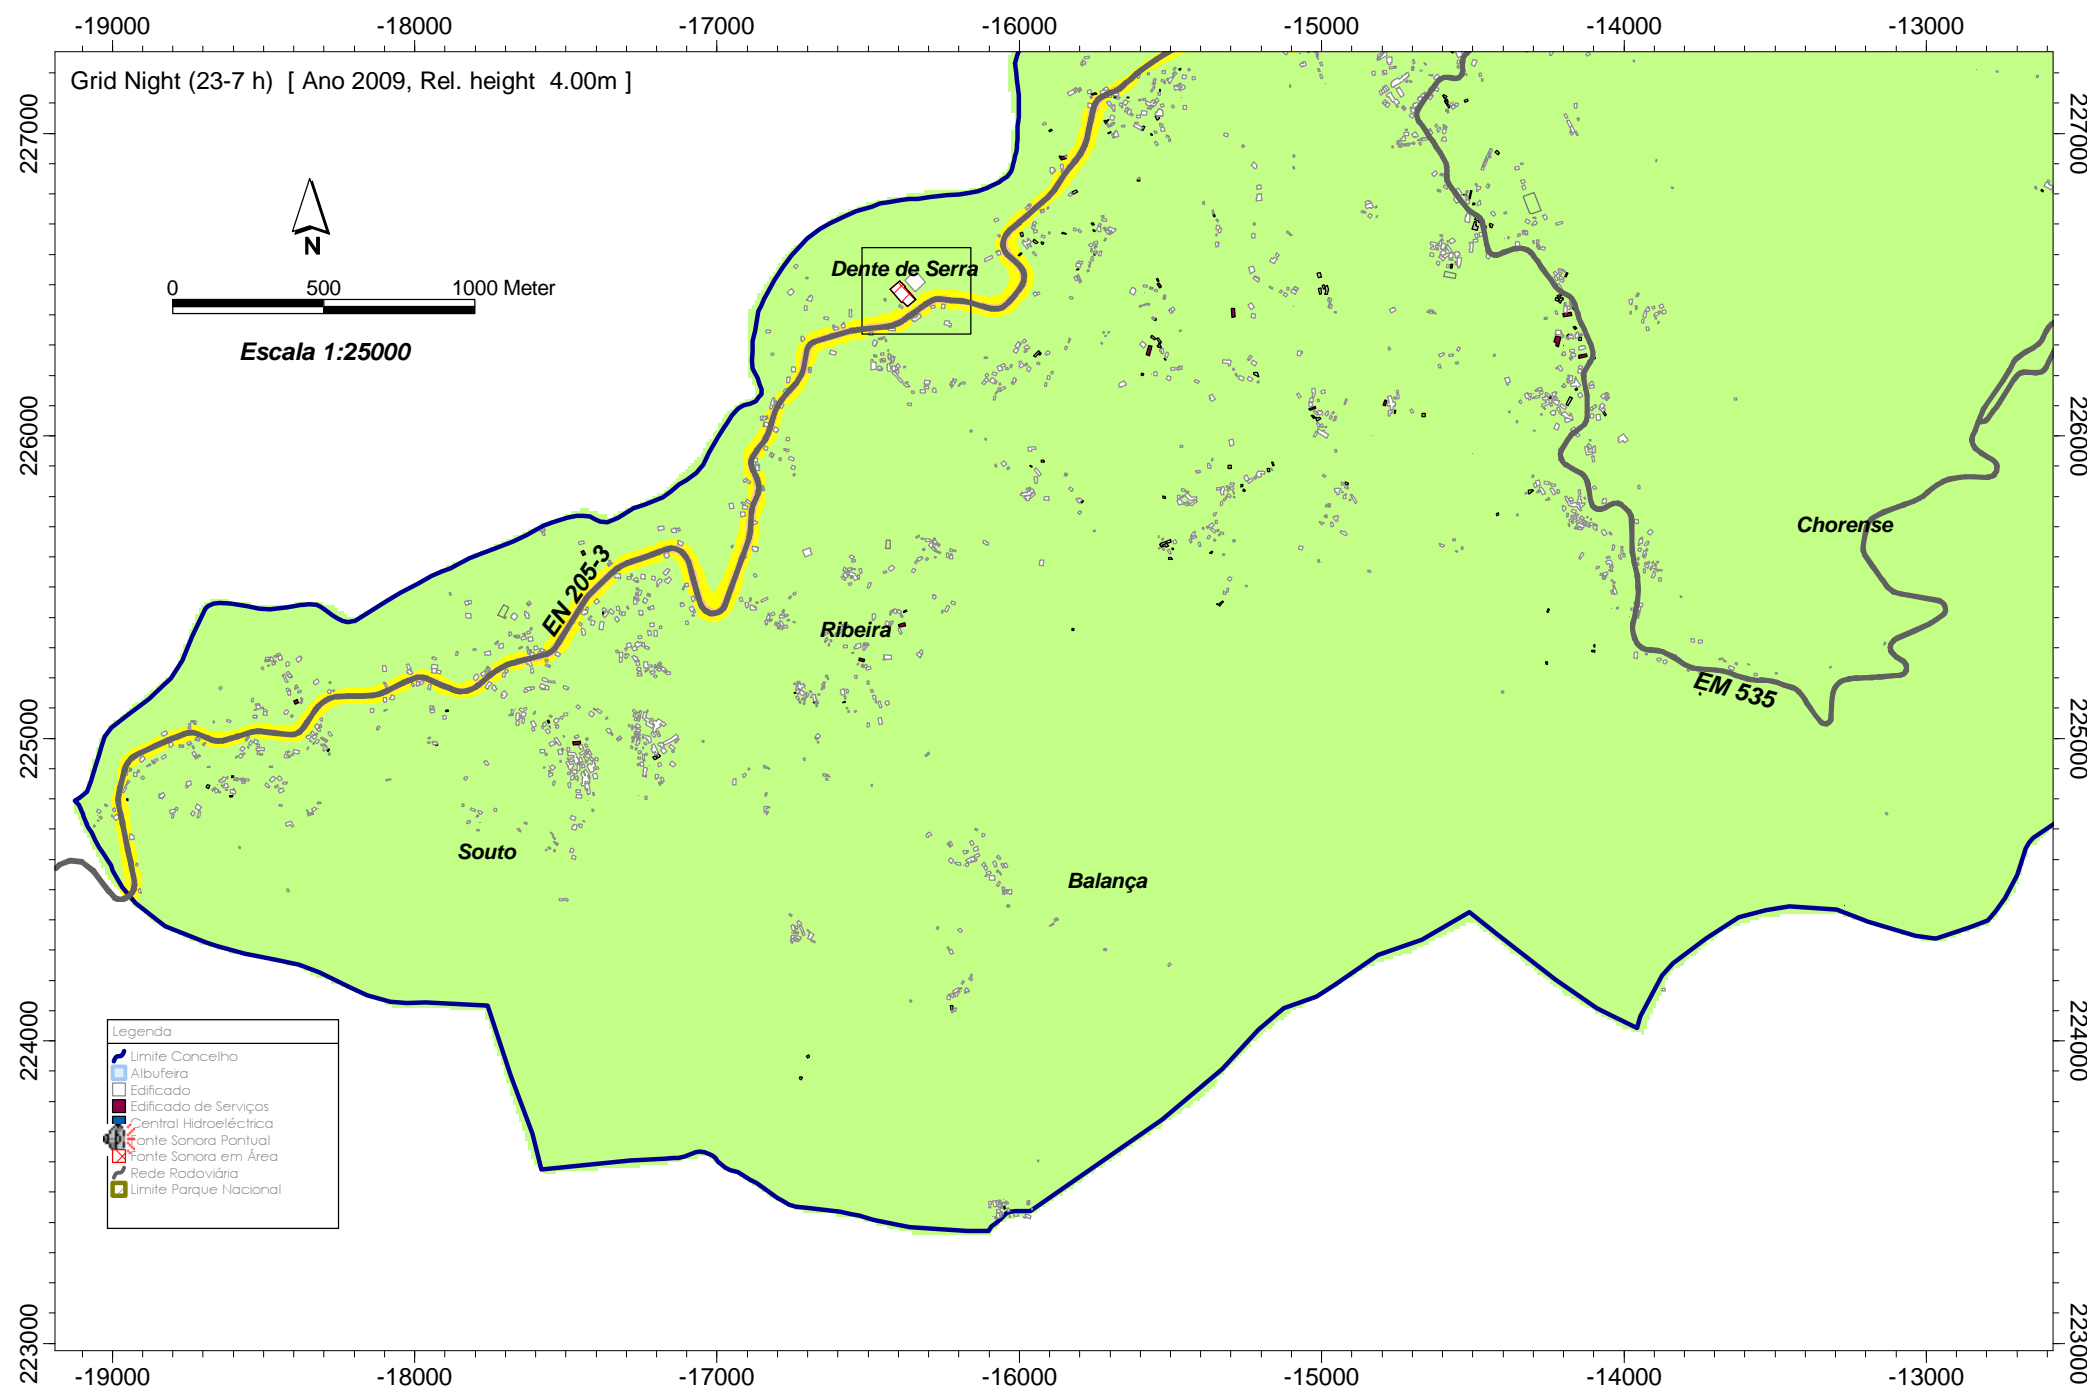 -19000 -18000 -17000 -16000 -15000 -14000 -13000
Grid Night (23-7 h) [ Ano 2009, Rel. height 4.00m ]
227000
227000
N
0 500 1000 Meter
Escala 1:25000
Dente de Serra
226000
226000
EN 205-3
Chorense
Ribeira
EM 535
225000
225000
Souto
Balança
224000
224000
Legenda
Limite Concelho
Albufeira
Edificado
Edificado de Serviços
Central Hidroeléctrica
Fonte Sonora Pontual
Fonte Sonora em Área
Rede Rodoviária
Limite Parque Nacional
223000
223000
-19000 -18000 -17000 -16000 -15000 -14000 -13000